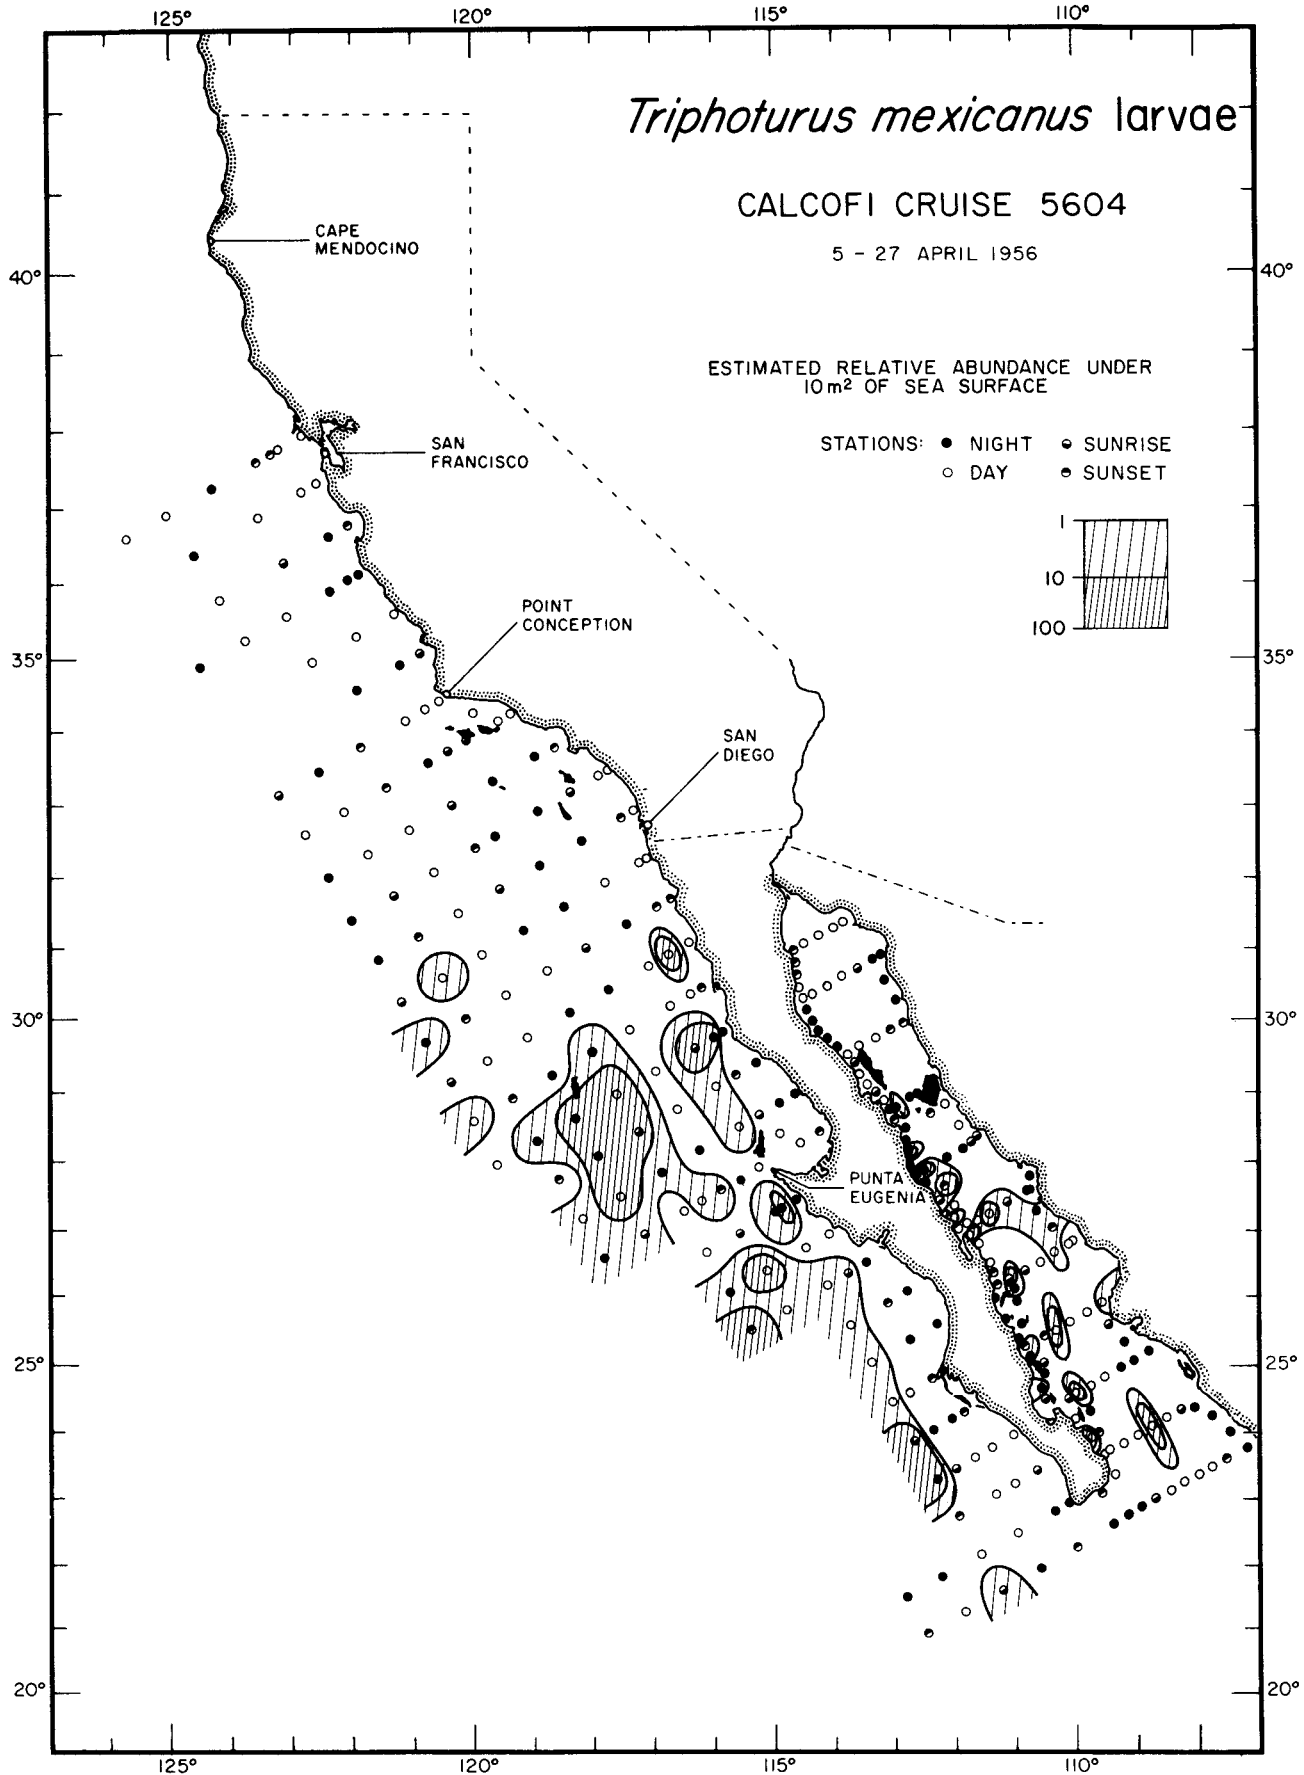 125° 120° 115° 110°
Triphoturus mexicanus larvae
CALCOFI CRUISE 5604
5 - 27 APRIL 1956
CAPE
MENDOCINO
40° 40°
ESTIMATED RELATIVE ABUNDANCE UNDER
10m² OF SEA SURFACE
STATIONS: ● NIGHT SUNRISE
○ DAY SUNSET
SAN
FRANCISCO
1
10
100
POINT
CONCEPTION
35° 35°
SAN
DIEGO
30° 30°
PUNTA
EUGENIA
25° 25°
20° 20°
125° 120° 115° 110°